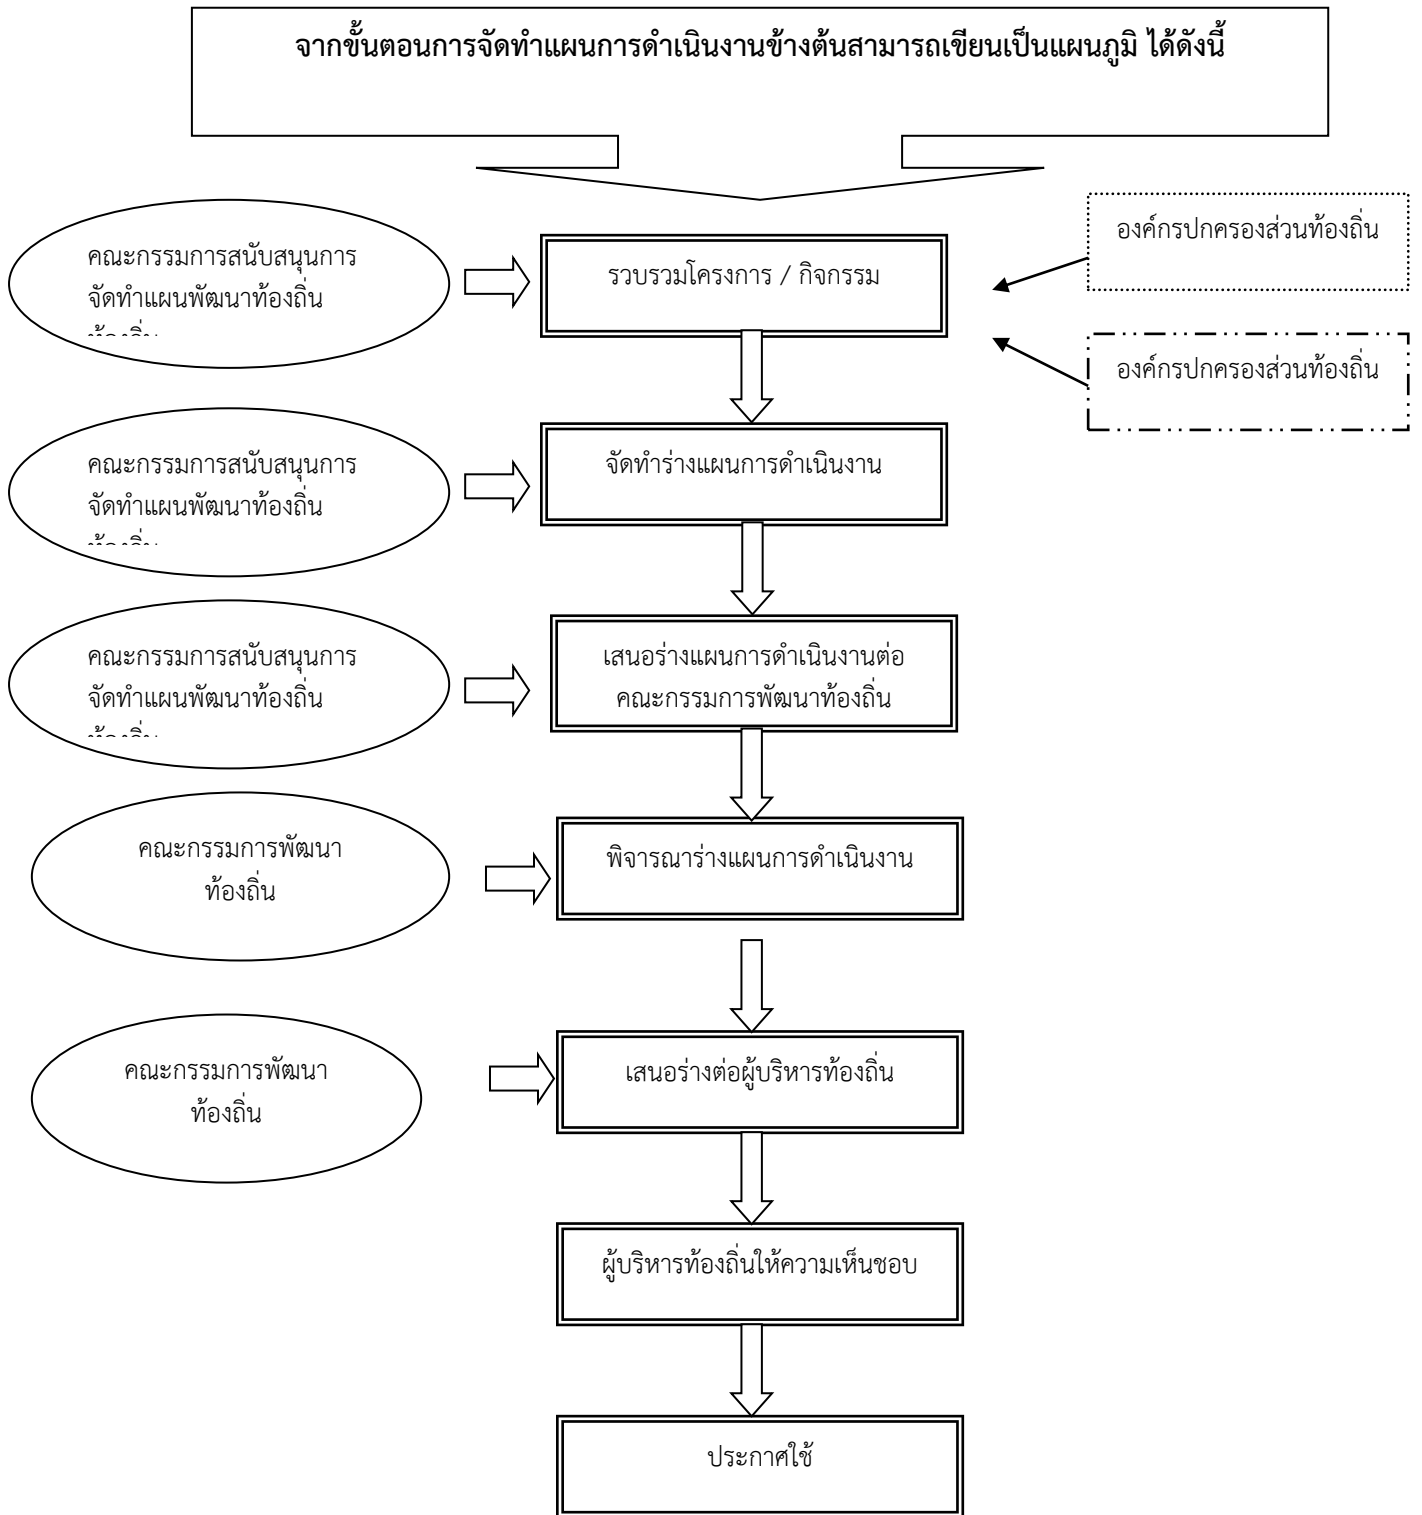 จากขั้นตอนการจัดทำแผนการดำเนินงานข้างต้นสามารถเขียนเป็นแผนภูมิ ได้ดังนี้
คณะกรรมการสนับสนุนการ
จัดทำแผนพัฒนาท้องถิ่น
รวบรวมโครงการ / กิจกรรม
องค์กรปกครองส่วนท้องถิ่น
องค์กรปกครองส่วนท้องถิ่น
คณะกรรมการสนับสนุนการ
จัดทำแผนพัฒนาท้องถิ่น
จัดทำร่างแผนการดำเนินงาน
คณะกรรมการสนับสนุนการ
จัดทำแผนพัฒนาท้องถิ่น
เสนอร่างแผนการดำเนินงานต่อ
คณะกรรมการพัฒนาท้องถิ่น
คณะกรรมการพัฒนา
ท้องถิ่น
พิจารณาร่างแผนการดำเนินงาน
คณะกรรมการพัฒนา
ท้องถิ่น
เสนอร่างต่อผู้บริหารท้องถิ่น
ผู้บริหารท้องถิ่นให้ความเห็นชอบ
ประกาศใช้